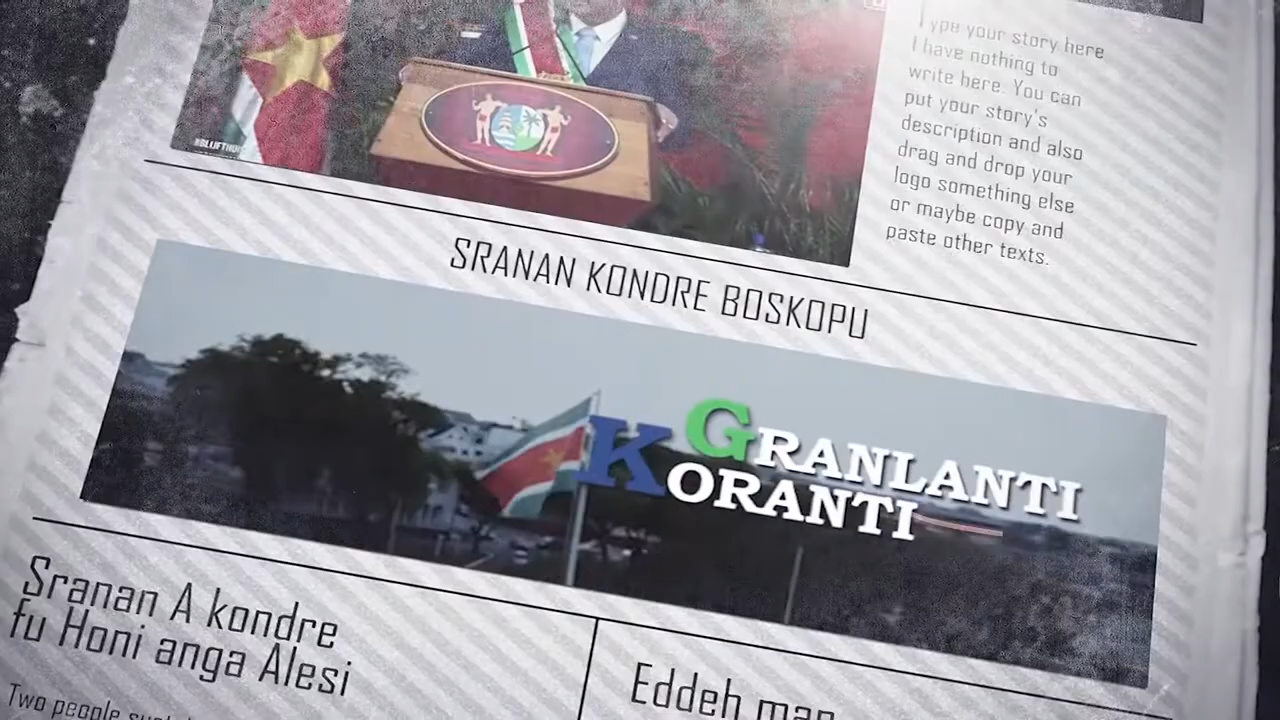 Type your story here
I have nothing to
write here. You can
put your story's
description and also
drag and drop your
logo something else
or maybe copy and
paste other texts.
SRANAN KONDRE BOSKOPU
GRANLANTI
KORANTI
Sranan A kondre
fu Honi anga Alesi
Two people
Eddeh man